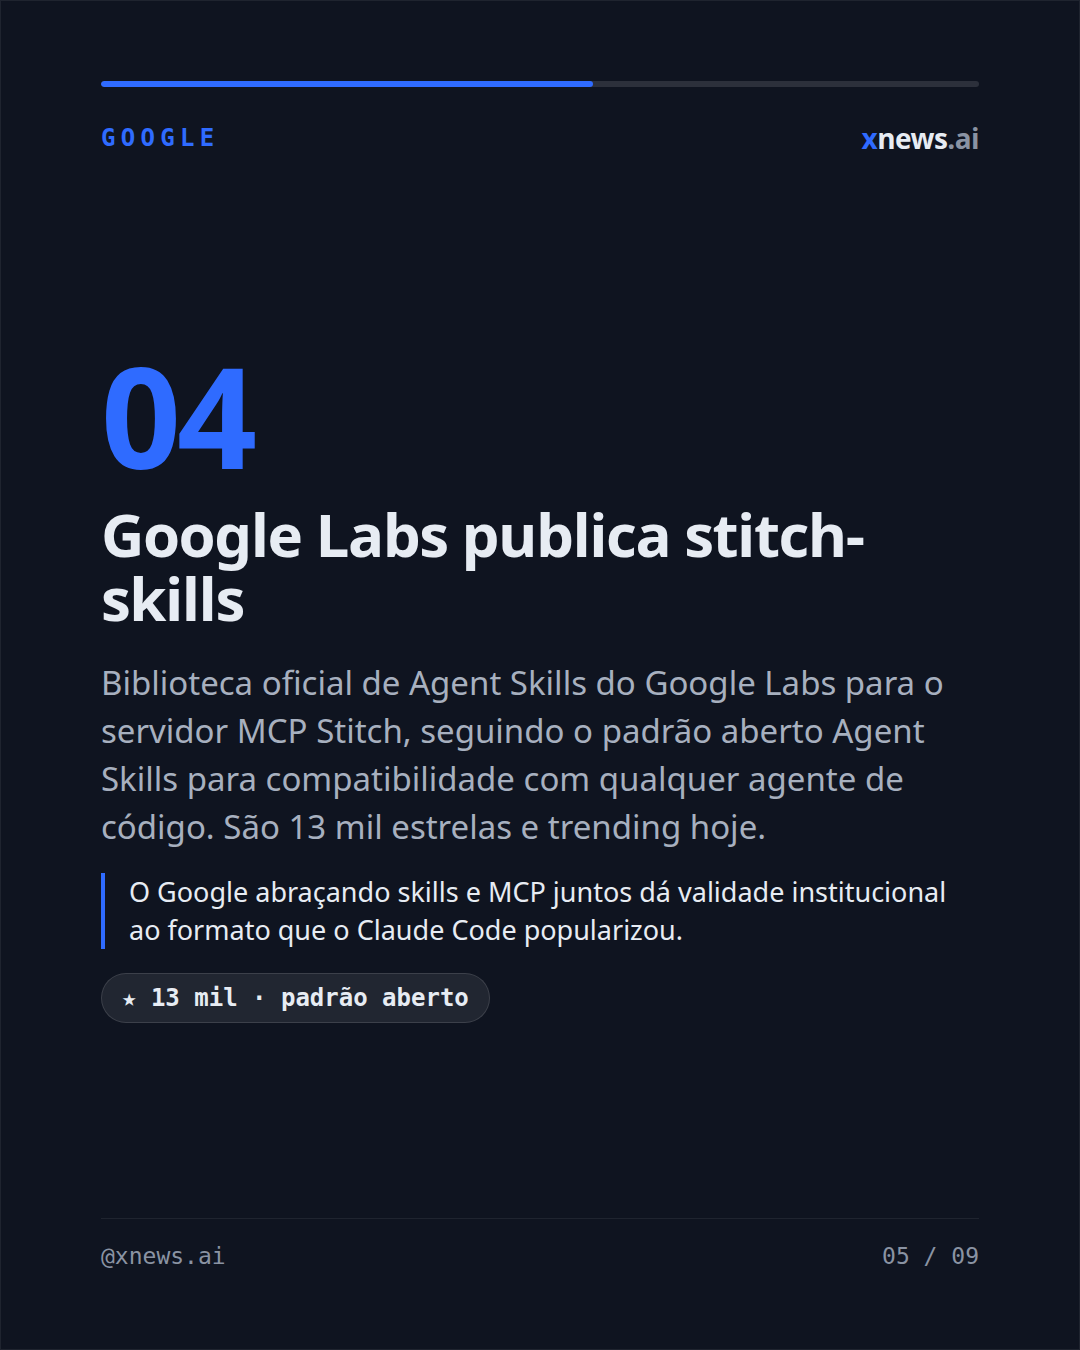 GOOGLE
xnews.ai
04
Google Labs publica stitch-
skills
Biblioteca oficial de Agent Skills do Google Labs para o
servidor MCP Stitch, seguindo o padrão aberto Agent
Skills para compatibilidade com qualquer agente de
código. São 13 mil estrelas e trending hoje.
O Google abraçando skills e MCP juntos dá validade institucional
ao formato que o Claude Code popularizou.
★ 13 mil · padrão aberto
@xnews.ai
05 / 09